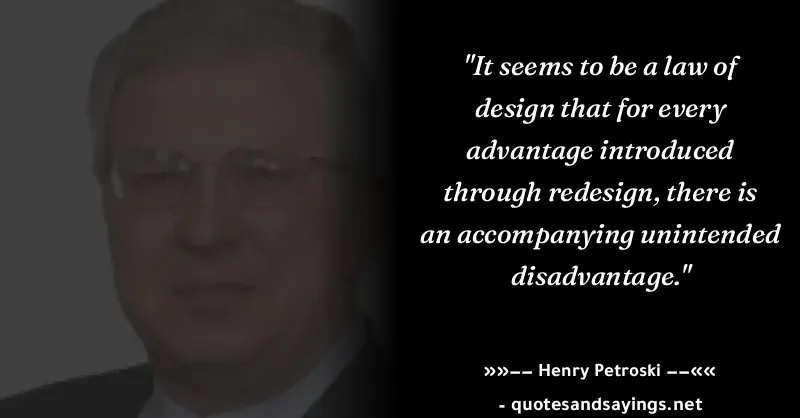 "It seems to be a law of
design that for every
advantage introduced
through redesign, there is
an accompanying unintended
disadvantage."
»»−− Henry Petroski −−««
- quotesandsayings.net